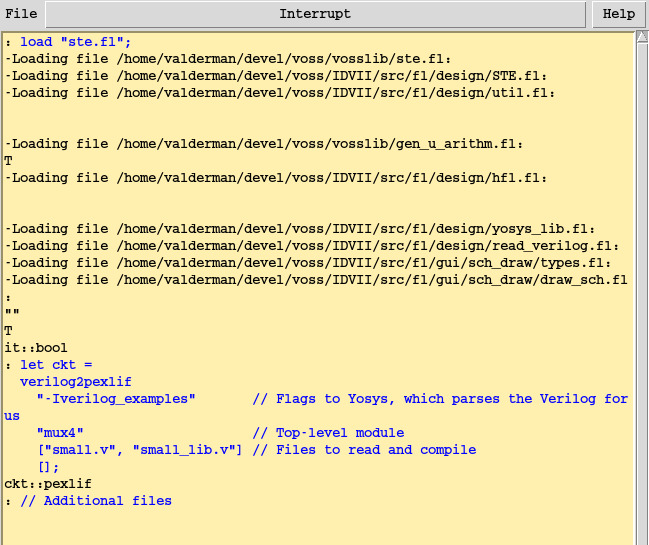 File Interrupt Help
: load "ste.fl";
-Loading file /home/valderman/devel/voss/vosslib/ste.fl:
-Loading file /home/valderman/devel/voss/IDVII/src/fl/design/STE.fl:
-Loading file /home/valderman/devel/voss/IDVII/src/fl/design/util.fl:
-Loading file /home/valderman/devel/voss/vosslib/gen_u_arithm.fl:
T
-Loading file /home/valderman/devel/voss/IDVII/src/fl/design/hfl.fl:
-Loading file /home/valderman/devel/voss/IDVII/src/fl/design/yosys_lib.fl:
-Loading file /home/valderman/devel/voss/IDVII/src/fl/design/read_verilog.fl:
-Loading file /home/valderman/devel/voss/IDVII/src/fl/gui/sch_draw/types.fl:
-Loading file /home/valderman/devel/voss/IDVII/src/fl/gui/sch_draw/draw_sch.fl
:
""
T
it::bool
: let ckt =
  verilog2pexlif
    "-Iverilog_examples"       // Flags to Yosys, which parses the Verilog for
us
    "mux4"                     // Top-level module
    ["small.v", "small_lib.v"] // Files to read and compile
    [];
ckt::pexlif
: // Additional files